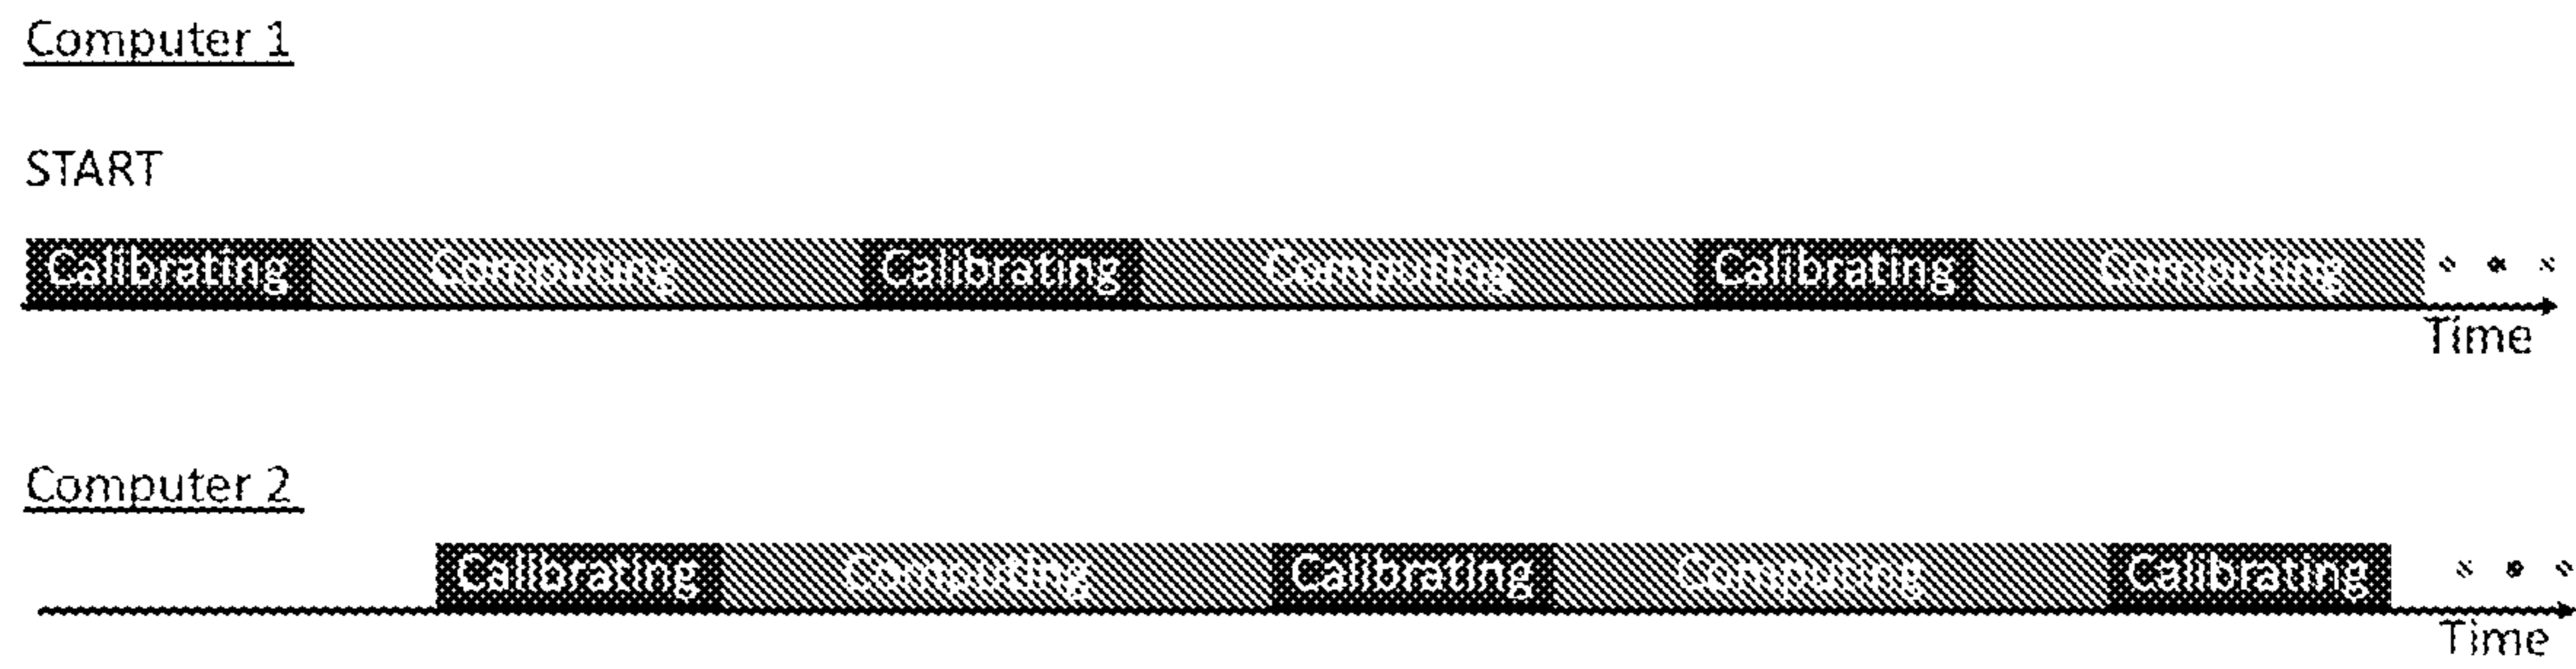 Computer 1
START
Calibrating Computing Calibrating Computing Calibrating Computing
Time
Computer 2
Calibrating Computing Calibrating Computing Calibrating
Time